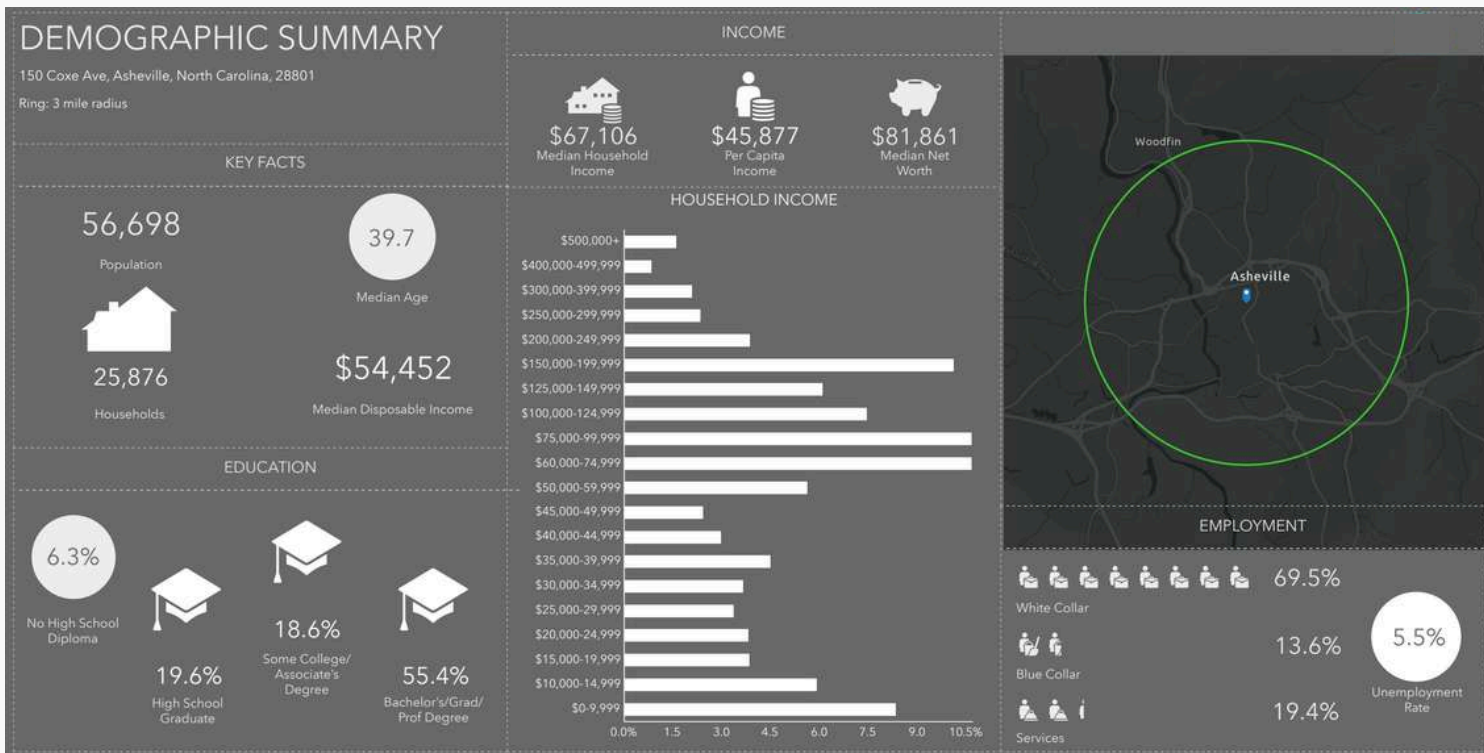 DEMOGRAPHIC SUMMARY
150 Coxe Ave, Asheville, North Carolina, 28801
Ring: 3 mile radius
KEY FACTS
56,698
Population
39.7
Median Age
25,876
Households
$54,452
Median Disposable Income
EDUCATION
6.3%
No High School
Diploma
19.6%
High School
Graduate
18.6%
Some College/
Associate's
Degree
55.4%
Bachelor's/Grad/
Prof Degree
INCOME
$67,106
Median Household
Income
$45,877
Per Capita
Income
$81,861
Median Net
Worth
HOUSEHOLD INCOME
$500,000+
$400,000-499,999
$300,000-399,999
$250,000-299,999
$200,000-249,999
$150,000-199,999
$125,000-149,999
$100,000-124,999
$75,000-99,999
$60,000-74,999
$50,000-59,999
$45,000-49,999
$40,000-44,999
$35,000-39,999
$30,000-34,999
$25,000-29,999
$20,000-24,999
$15,000-19,999
$10,000-14,999
$0-9,999
0.0% 1.5 3.0 4.5 6.0 7.5 9.0 10.5%
Woodfin
Asheville
EMPLOYMENT
69.5%
White Collar
13.6%
Blue Collar
19.4%
Services
5.5%
Unemployment
Rate